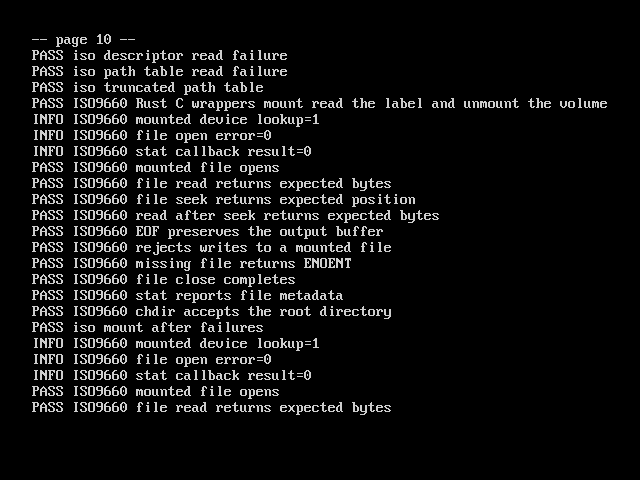 -- page 10 --
PASS iso descriptor read failure
PASS iso path table read failure
PASS iso truncated path table
PASS ISO9660 Rust C wrappers mount read the label and unmount the volume
INFO ISO9660 mounted device lookup=1
INFO ISO9660 file open error=0
INFO ISO9660 stat callback result=0
PASS ISO9660 mounted file opens
PASS ISO9660 file read returns expected bytes
PASS ISO9660 file seek returns expected position
PASS ISO9660 read after seek returns expected bytes
PASS ISO9660 EOF preserves the output buffer
PASS ISO9660 rejects writes to a mounted file
PASS ISO9660 missing file returns ENOENT
PASS ISO9660 file close completes
PASS ISO9660 stat reports file metadata
PASS ISO9660 chdir accepts the root directory
PASS iso mount after failures
INFO ISO9660 mounted device lookup=1
INFO ISO9660 file open error=0
INFO ISO9660 stat callback result=0
PASS ISO9660 mounted file opens
PASS ISO9660 file read returns expected bytes